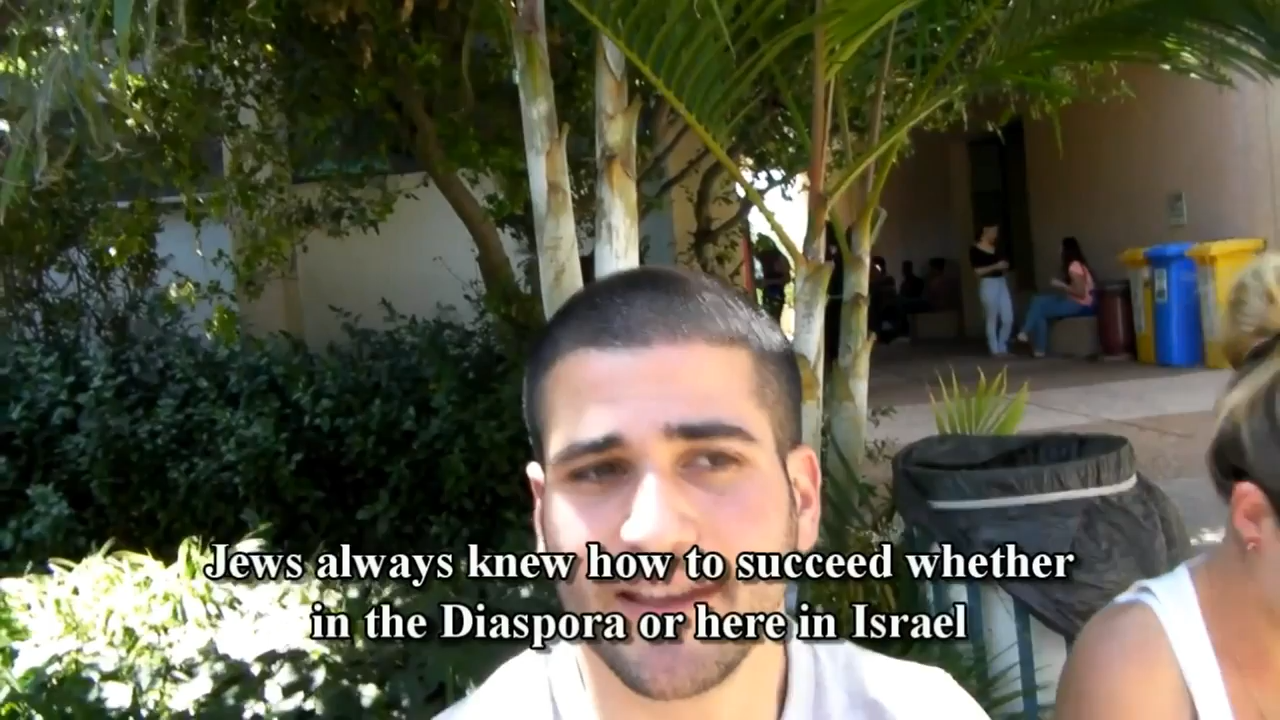 Jews always knew how to succeed whether
in the Diaspora or here in Israel